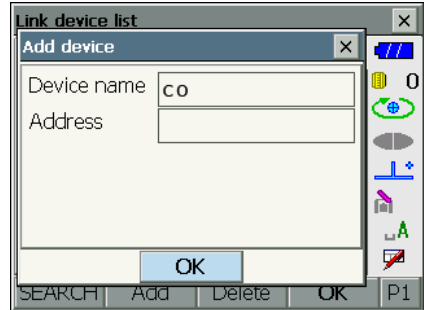 Link device list
Add device
Device name co
Address
0
A
OK
SEARCH Add Delete OK P1